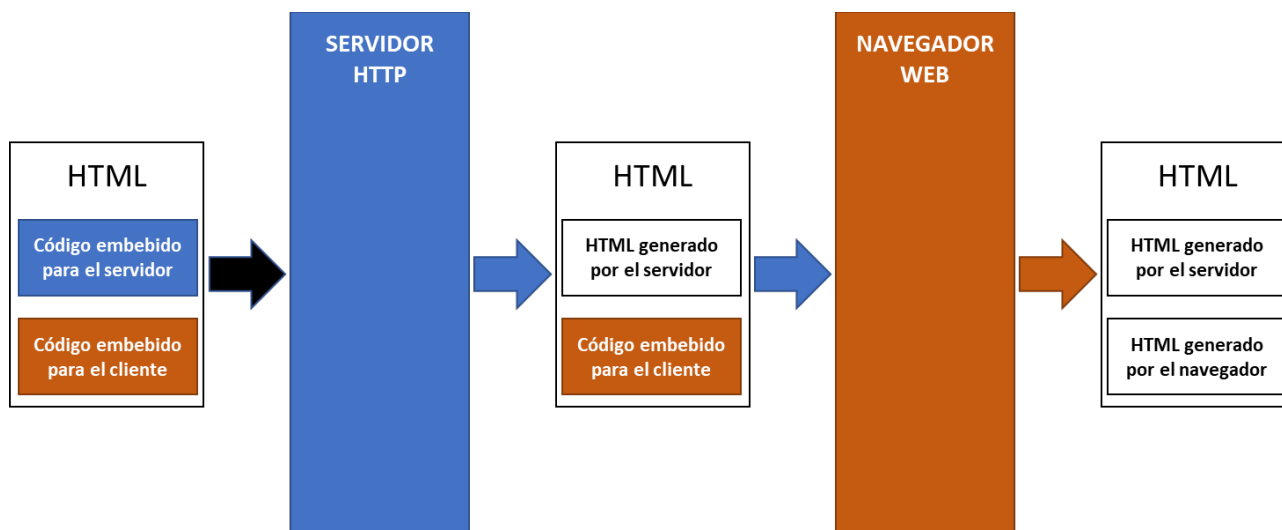 SERVIDOR
HTTP
NAVEGADOR
WEB
HTML
Código embebido
para el servidor
Código embebido
para el cliente
HTML
HTML generado
por el servidor
Código embebido
para el cliente
HTML
HTML generado
por el servidor
HTML generado
por el navegador